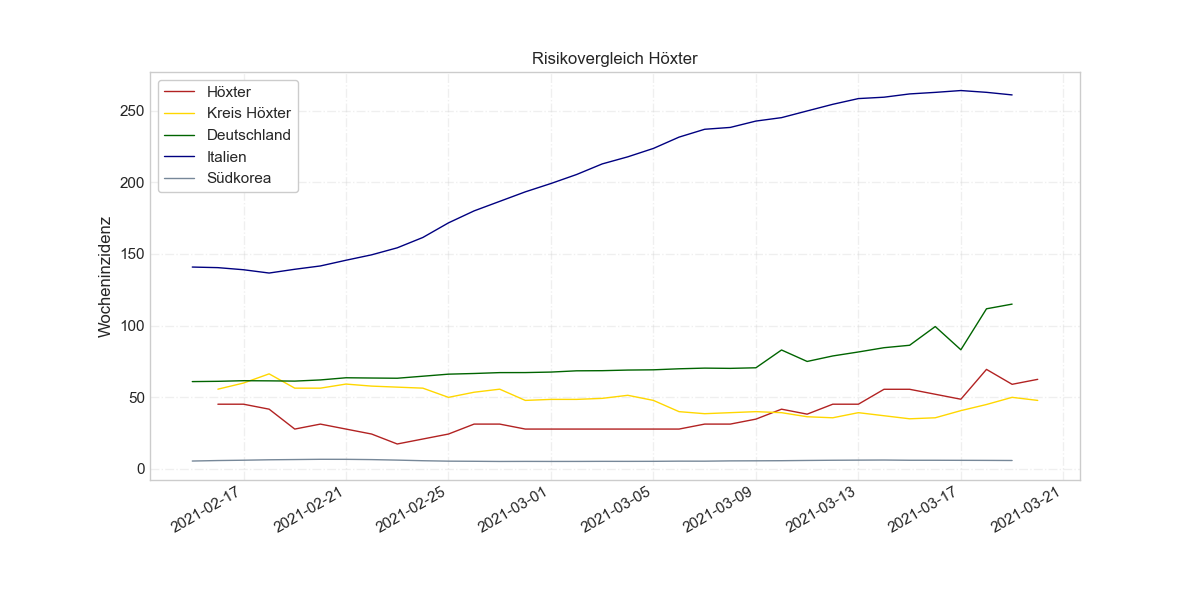 Risikovergleich Höxter
Höxter
Kreis Höxter
Deutschland
Italien
Südkorea
Wocheninzidenz
250
200
150
100
50
0
2021-02-17
2021-02-21
2021-02-25
2021-03-01
2021-03-05
2021-03-09
2021-03-13
2021-03-17
2021-03-21